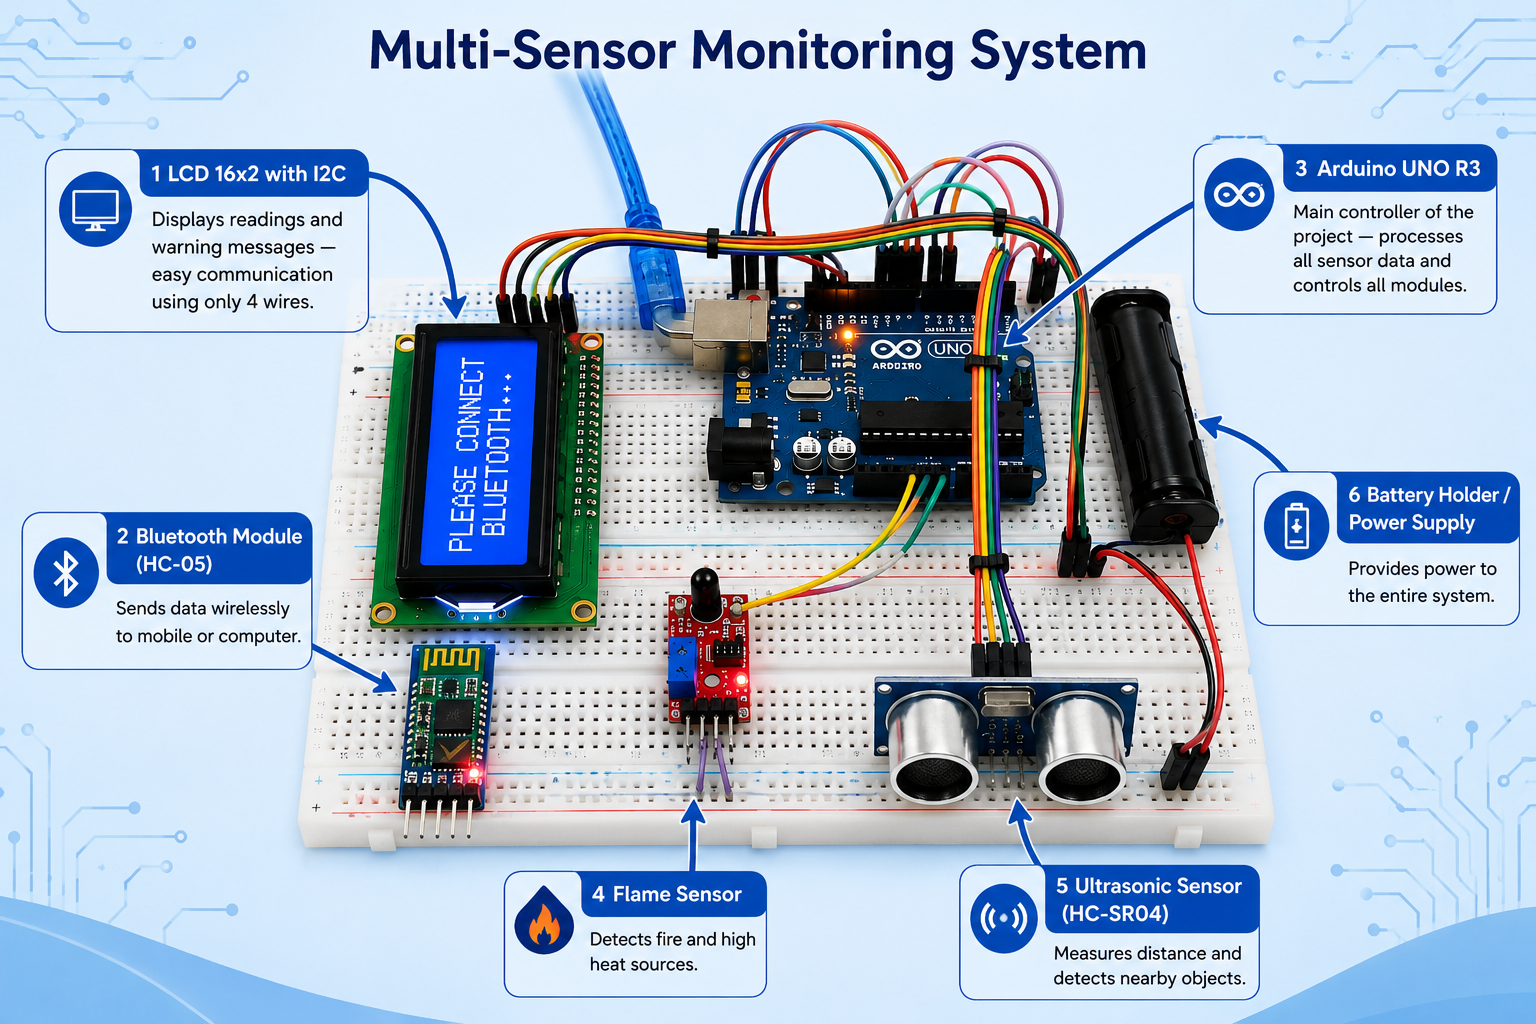 Multi-Sensor Monitoring System
1 LCD 16x2 with I2C
Displays readings and
warning messages —
easy communication
using only 4 wires.
3 Arduino UNO R3
Main controller of the
project — processes
all sensor data and
controls all modules.
PLEASE CONNECT
BLUETOOTH...
UNO
ARDUINO
6 Battery Holder /
Power Supply
Provides power to
the entire system.
2 Bluetooth Module
(HC-05)
Sends data wirelessly
to mobile or computer.
4 Flame Sensor
Detects fire and high
heat sources.
5 Ultrasonic Sensor
(HC-SR04)
Measures distance and
detects nearby objects.